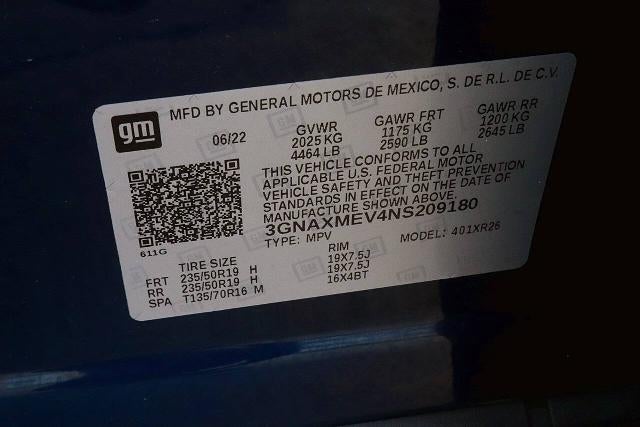 gm
MFD BY GENERAL MOTORS DE MEXICO, S. DE R.L. DE C.V.
06/22
GVWR
2025 KG
4464 LB
GAWR FRT
1175 KG
2590 LB
GAWR RR
1200 KG
2645 LB
THIS VEHICLE CONFORMS TO ALL
APPLICABLE U.S. FEDERAL MOTOR
VEHICLE SAFETY AND THEFT PREVENTION
STANDARDS IN EFFECT ON THE DATE OF
MANUFACTURE SHOWN ABOVE.
3GNAXMEV4NS209180
TYPE: MPV MODEL: 401XR26
611G
TIRE SIZE RIM
FRT 235/50R19 H 19X7.5J
RR 235/50R19 H 19X7.5J
SPA T135/70R16 M 16X4BT